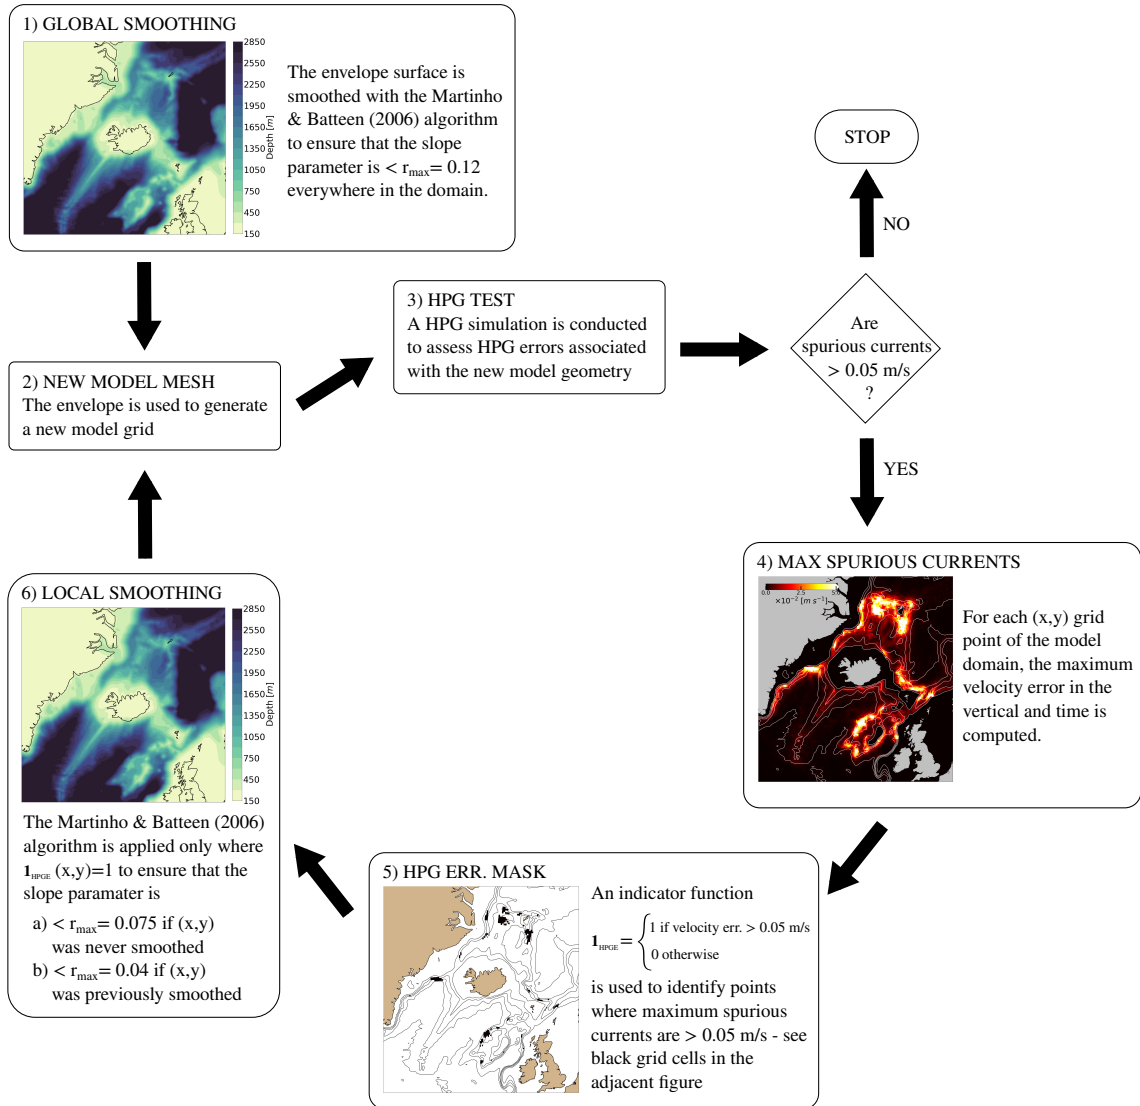 1) GLOBAL SMOOTHING
2850
2550
2250
1950
1650
1350
1050
750
450
150
Depth [m]
The envelope surface is
smoothed with the Martinho
& Batteen (2006) algorithm
to ensure that the slope
parameter is < rmax= 0.12
everywhere in the domain.
STOP
NO
Are
spurious currents
> 0.05 m/s
?
YES
3) HPG TEST
A HPG simulation is conducted
to assess HPG errors associated
with the new model geometry
2) NEW MODEL MESH
The envelope is used to generate
a new model grid
4) MAX SPURIOUS CURRENTS
0.0 2.5 5.0
×10⁻² [m s⁻¹]
For each (x,y) grid
point of the model
domain, the maximum
velocity error in the
vertical and time is
computed.
5) HPG ERR. MASK
An indicator function
1HPGE = { 1 if velocity err. > 0.05 m/s
0 otherwise
is used to identify points
where maximum spurious
currents are > 0.05 m/s - see
black grid cells in the
adjacent figure
6) LOCAL SMOOTHING
2850
2550
2250
1950
1650
1350
1050
750
450
150
Depth [m]
The Martinho & Batteen (2006)
algorithm is applied only where
1HPGE (x,y)=1 to ensure that the
slope paramater is
a) < rmax= 0.075 if (x,y)
was never smoothed
b) < rmax= 0.04 if (x,y)
was previously smoothed